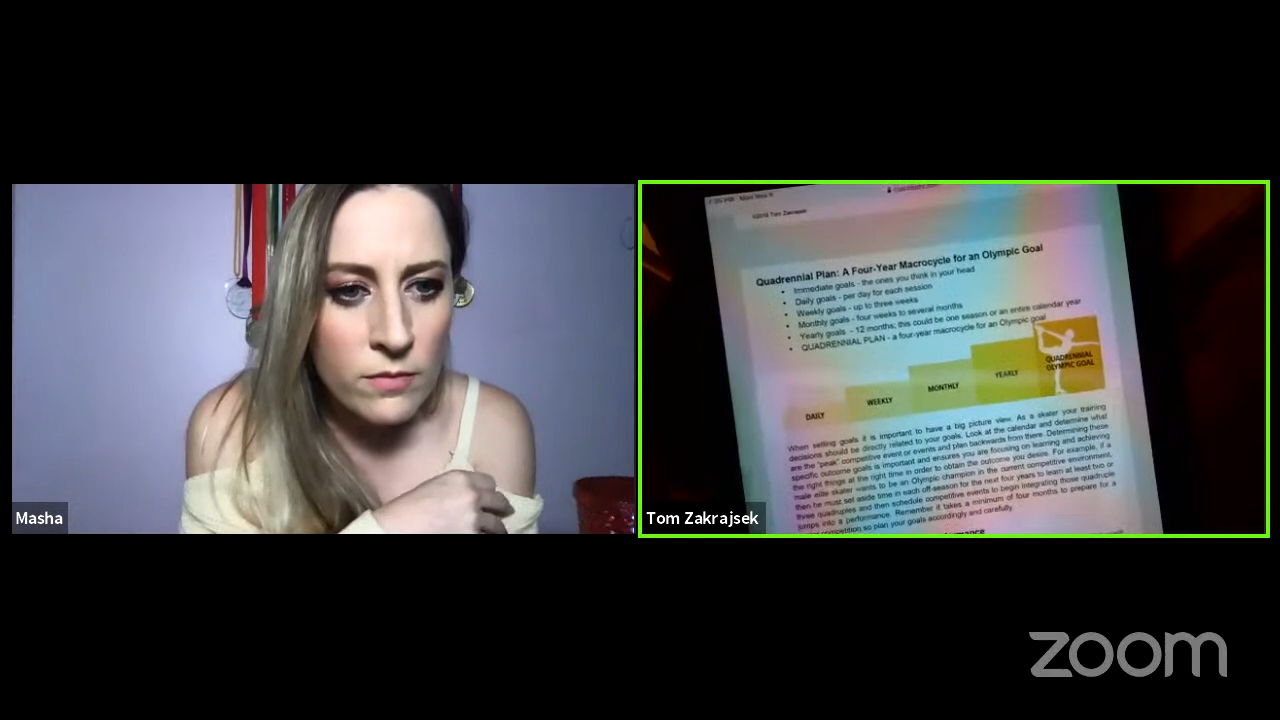 ©2018 Tom Zakrajsek
Quadrennial Plan: A Four-Year Macrocycle for an Olympic Goal
• Immediate goals - the ones you think in your head
• Daily goals - per day for each session
• Weekly goals - up to three weeks
• Monthly goals - four weeks to several months
• Yearly goals - 12 months; this could be one season or an entire calendar year
• QUADRENNIAL PLAN - a four-year macrocycle for an Olympic goal
DAILY
WEEKLY
MONTHLY
YEARLY
QUADRENNIAL
OLYMPIC GOAL
When setting goals it is important to have a big picture view. As a skater your training
decisions should be directly related to your goals. Look at the calendar and determine what
are the "peak" competitive event or events and plan backwards from there. Determining these
specific outcome goals is important and ensures you are focusing on learning and achieving
the right things at the right time in order to obtain the outcome you desire. For example, if a
male elite skater wants to be an Olympic champion in the current competitive environment,
then he must set aside time in each off-season for the next four years to learn at least two or
three quadruples and then schedule competitive events to begin integrating those quadruple
jumps into a performance. Remember it takes a minimum of four months to prepare for a
competition so plan your goals accordingly and carefully.
Masha
Tom Zakrajsek
zoom